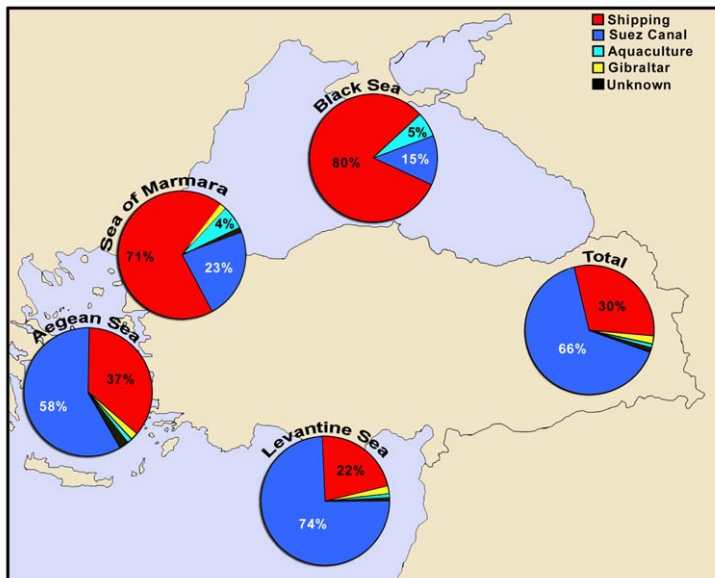 Shipping
Suez Canal
Aquaculture
Gibraltar
Unknown
Black Sea
5%
80%
15%
Sea of Marmara
4%
71%
23%
Total
30%
66%
Aegean Sea
37%
58%
Levantine Sea
22%
74%